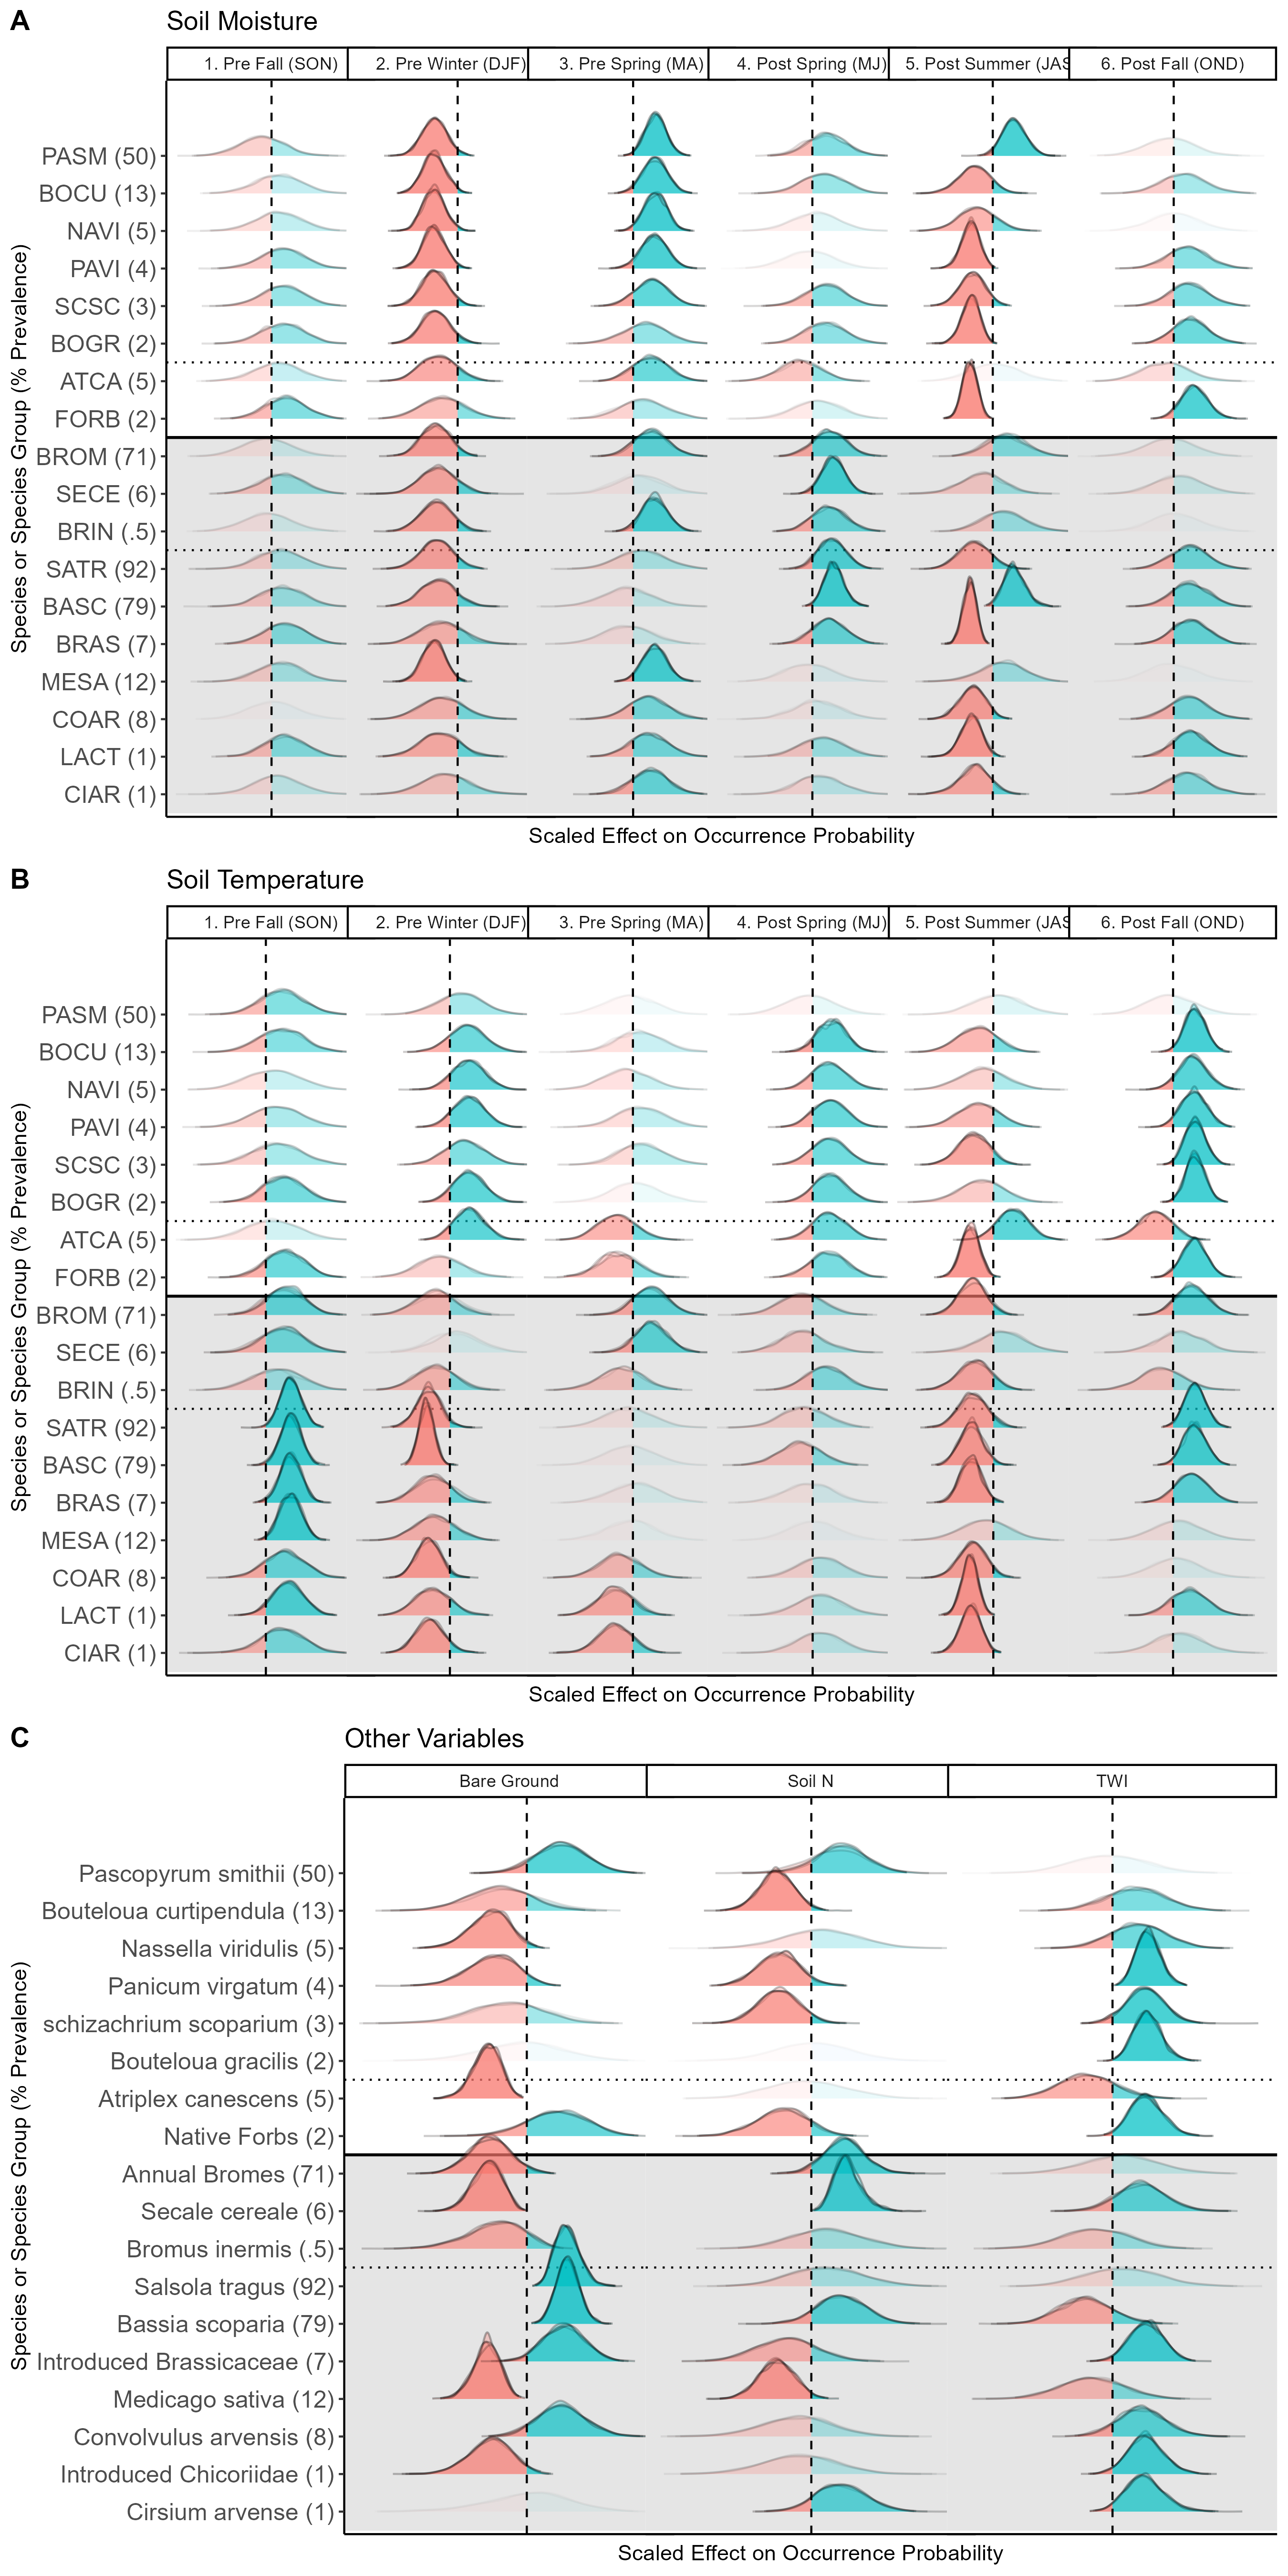 A
Soil Moisture
1. Pre Fall (SON)
2. Pre Winter (DJF)
3. Pre Spring (MA)
4. Post Spring (MJ)
5. Post Summer (JAS
6. Post Fall (OND)
Species or Species Group (% Prevalence)
PASM (50)
BOCU (13)
NAVI (5)
PAVI (4)
SCSC (3)
BOGR (2)
ATCA (5)
FORB (2)
BROM (71)
SECE (6)
BRIN (.5)
SATR (92)
BASC (79)
BRAS (7)
MESA (12)
COAR (8)
LACT (1)
CIAR (1)
Scaled Effect on Occurrence Probability
B
Soil Temperature
1. Pre Fall (SON)
2. Pre Winter (DJF)
3. Pre Spring (MA)
4. Post Spring (MJ)
5. Post Summer (JAS
6. Post Fall (OND)
Species or Species Group (% Prevalence)
PASM (50)
BOCU (13)
NAVI (5)
PAVI (4)
SCSC (3)
BOGR (2)
ATCA (5)
FORB (2)
BROM (71)
SECE (6)
BRIN (.5)
SATR (92)
BASC (79)
BRAS (7)
MESA (12)
COAR (8)
LACT (1)
CIAR (1)
Scaled Effect on Occurrence Probability
C
Other Variables
Bare Ground
Soil N
TWI
Species or Species Group (% Prevalence)
Pascopyrum smithii (50)
Bouteloua curtipendula (13)
Nassella viridulis (5)
Panicum virgatum (4)
schizachrium scoparium (3)
Bouteloua gracilis (2)
Atriplex canescens (5)
Native Forbs (2)
Annual Bromes (71)
Secale cereale (6)
Bromus inermis (.5)
Salsola tragus (92)
Bassia scoparia (79)
Introduced Brassicaceae (7)
Medicago sativa (12)
Convolvulus arvensis (8)
Introduced Chicoriidae (1)
Cirsium arvense (1)
Scaled Effect on Occurrence Probability